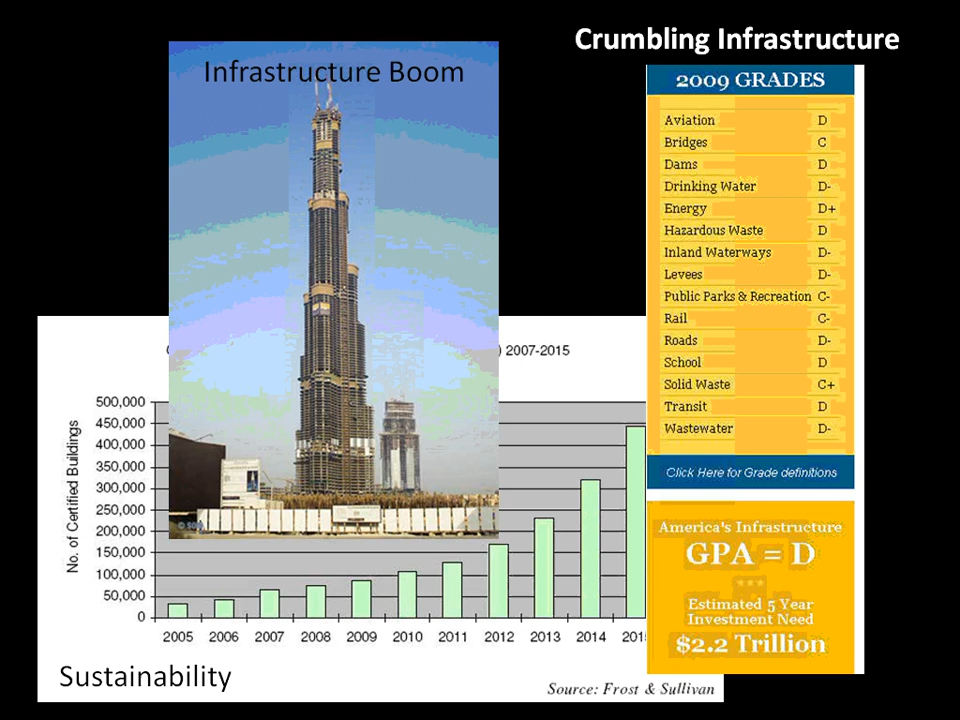 Crumbling Infrastructure
Infrastructure Boom
2009 GRADES
Aviation D
Bridges C
Dams D
Drinking Water D-
Energy D+
Hazardous Waste D
Inland Waterways D-
Levees D-
Public Parks & Recreation C-
Rail C-
Roads D-
School D
Solid Waste C+
Transit D
Wastewater D-
Click Here for Grade definitions
America's Infrastructure
GPA = D
Estimated 5 Year
Investment Need
$2.2 Trillion
) 2007-2015
No. of Certified Buildings
500,000
450,000
400,000
350,000
300,000
250,000
200,000
150,000
100,000
50,000
0
2005 2006 2007 2008 2009 2010 2011 2012 2013 2014
Sustainability
Source: Frost & Sullivan